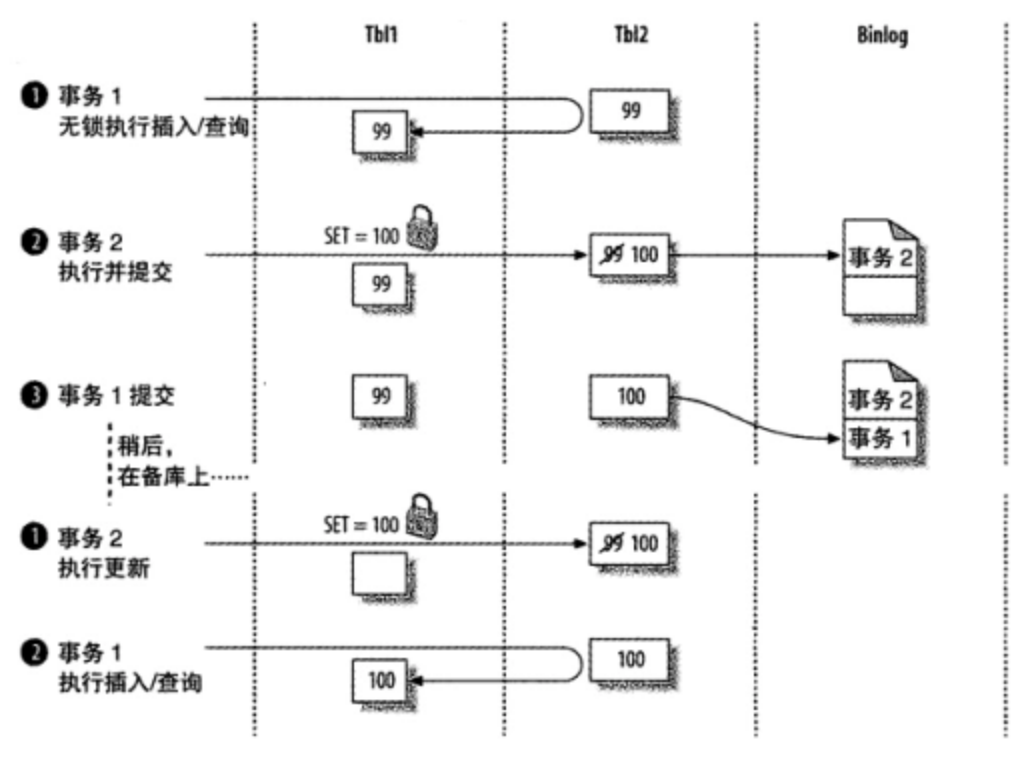 Tbl1 Tbl2 Binlog
❶ 事务 1
无锁执行插入/查询
99
99
❷ 事务 2
执行并提交
SET = 100
99
99 100
事务 2
❸ 事务 1 提交
99
100
事务 2
事务 1
稍后，
在备库上……
❶ 事务 2
执行更新
SET = 100
99 100
❷ 事务 1
执行插入/查询
100
100